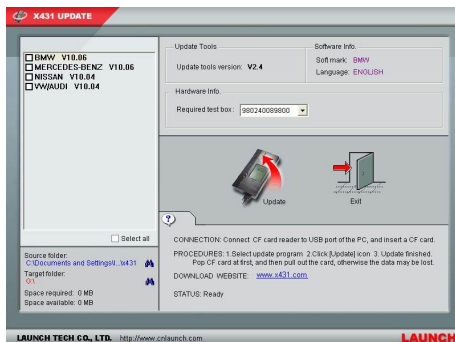 X431 UPDATE
BMW V10.06
MERCEDES-BENZ V10.06
NISSAN V10.04
VW/AUDI V10.04
Select all
Source folder:
C:\Documents and Settings\l...\x431
Target folder:
G:\
Space required: 0 MB
Space available: 0 MB
Update Tools
Update tools version: V2.4
Software Info.
Soft mark: BMW
Language: ENGLISH
Hardware Info.
Required test box: 980240089800
Update
Exit
?
CONNECTION: Connect CF card reader to USB port of the PC, and insert a CF card.
PROCEDURES: 1.Select update program 2.Click [Update] icon 3. Update finished.
Pop CF card at first, and then pull out the card, otherwise the data may be lost.
DOWNLOAD WEBSITE: www.x431.com
STATUS: Ready
LAUNCH TECH CO., LTD. http://www.cnlaunch.com
LAUNCH